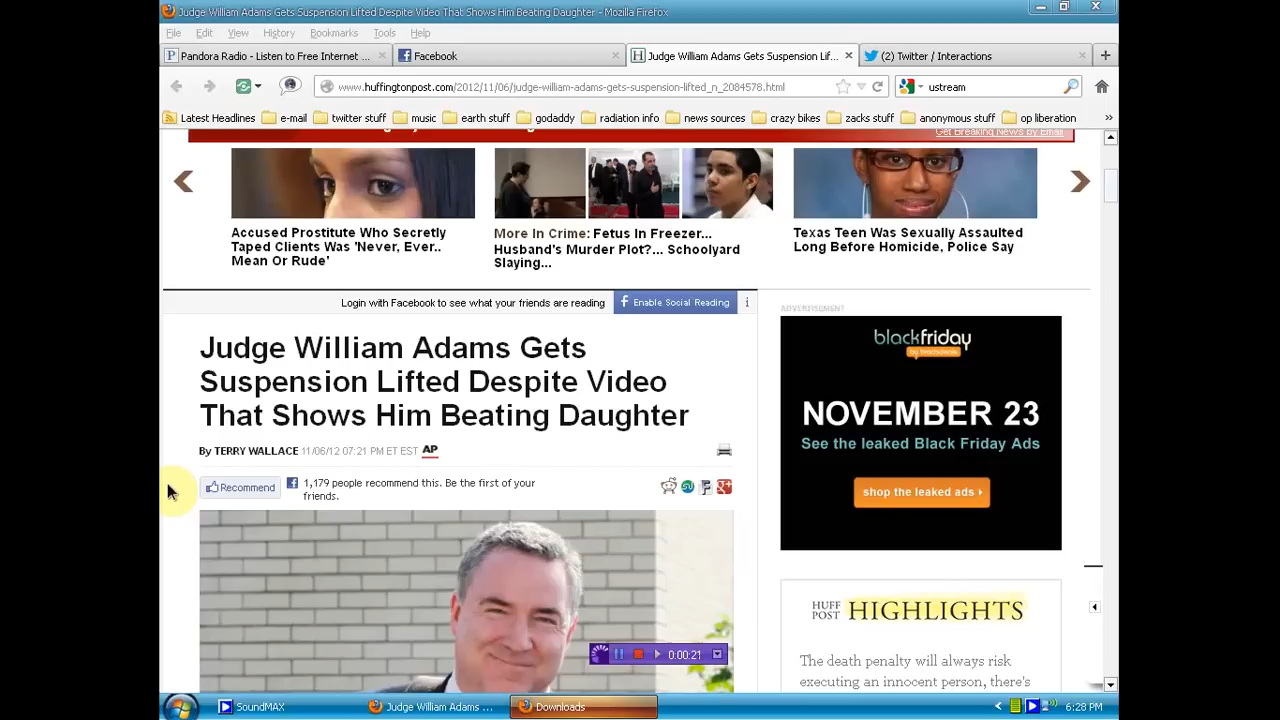 Judge William Adams Gets Suspension Lifted Despite Video That Shows Him Beating Daughter - Mozilla Firefox
File Edit View History Bookmarks Tools Help
Pandora Radio - Listen to Free Internet ...
Facebook
Judge William Adams Gets Suspension Lif...
(2) Twitter / Interactions
www.huffingtonpost.com/2012/11/06/judge-william-adams-gets-suspension-lifted_n_2084578.html
ustream
Latest Headlines e-mail twitter stuff music earth stuff godaddy radiation info news sources crazy bikes zacks stuff anonymous stuff op liberation
Get Breaking News by Email
Accused Prostitute Who Secretly
Taped Clients Was 'Never, Ever..
Mean Or Rude'
More In Crime: Fetus In Freezer...
Husband's Murder Plot?... Schoolyard
Slaying...
Texas Teen Was Sexually Assaulted
Long Before Homicide, Police Say
Login with Facebook to see what your friends are reading
f Enable Social Reading
i
ADVERTISEMENT
Judge William Adams Gets
Suspension Lifted Despite Video
That Shows Him Beating Daughter
By TERRY WALLACE 11/06/12 07:21 PM ET EST AP
Recommend
1,179 people recommend this. Be the first of your
friends.
blackfriday
NOVEMBER 23
See the leaked Black Friday Ads
shop the leaked ads
HUFF
POST HIGHLIGHTS
The death penalty will always risk
executing an innocent person, there's
0:00:21
SoundMAX
Judge William Adams ...
Downloads
6:28 PM